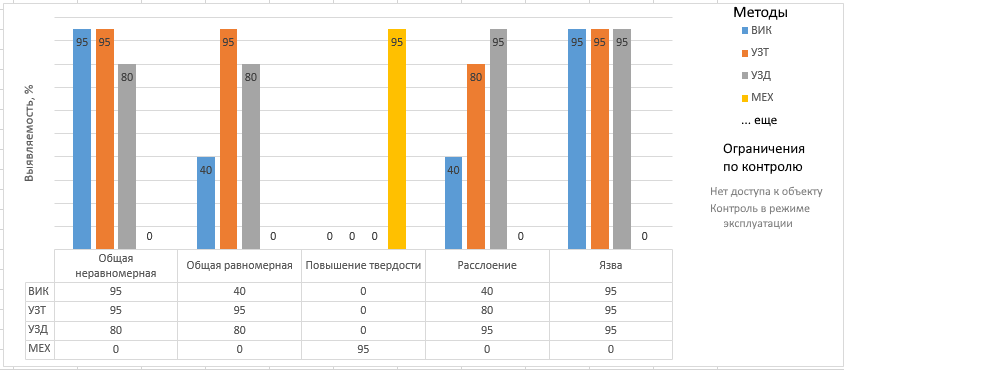 Методы
ВИК
УЗТ
УЗД
МЕХ
... еще
Ограничения
по контролю
Нет доступа к объекту
Контроль в режиме
эксплуатации
Выявляемость, %
95 95 80 0
40 95 80 0
0 0 0 95
40 80 95 0
95 95 95 0
Общая неравномерная Общая равномерная Повышение твердости Расслоение Язва
ВИК 95 40 0 40 95
УЗТ 95 95 0 80 95
УЗД 80 80 0 95 95
МЕХ 0 0 95 0 0